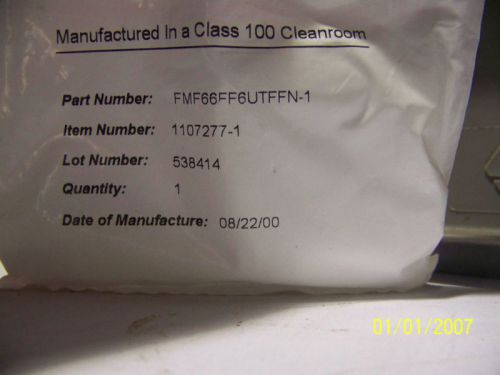 Manufactured In a Class 100 Cleanroom
Part Number: FMF66FF6UTFFN-1
Item Number: 1107277-1
Lot Number: 538414
Quantity: 1
Date of Manufacture: 08/22/00
01/01/2007